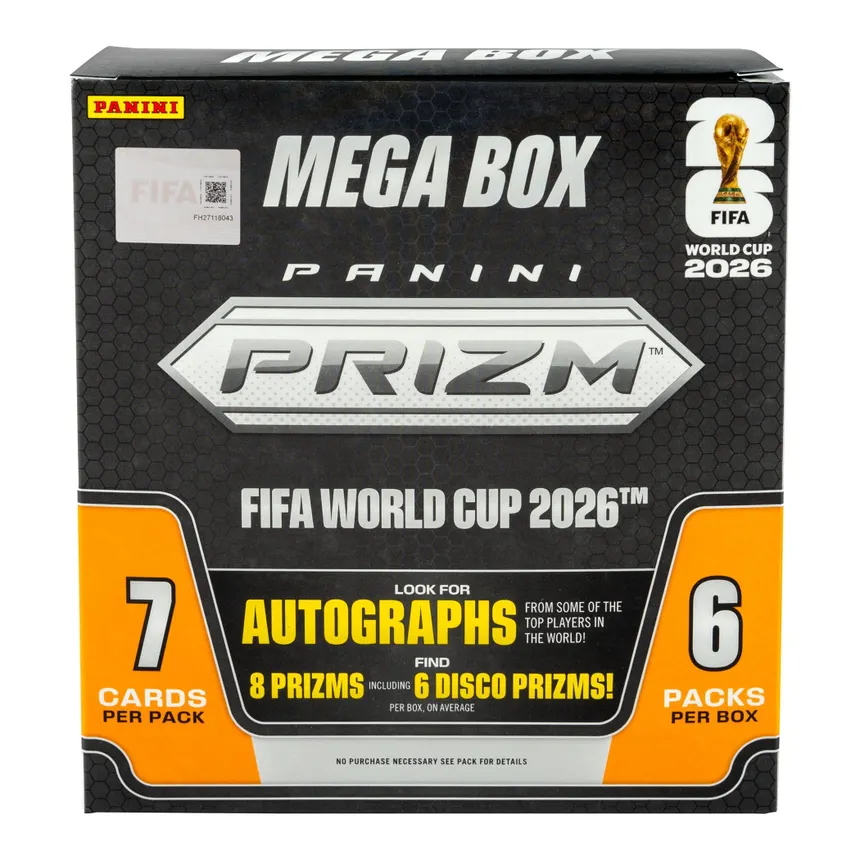 MEGA BOX
PANINI
FIFA
FH27118043
MEGA BOX
26
FIFA
WORLD CUP
2026
PANINI
PRIZM™
FIFA WORLD CUP 2026™
7
CARDS
PER PACK
LOOK FOR
AUTOGRAPHS
FROM SOME OF THE
TOP PLAYERS IN
THE WORLD!
FIND
8 PRIZMS INCLUDING 6 DISCO PRIZMS!
PER BOX, ON AVERAGE
6
PACKS
PER BOX
NO PURCHASE NECESSARY SEE PACK FOR DETAILS